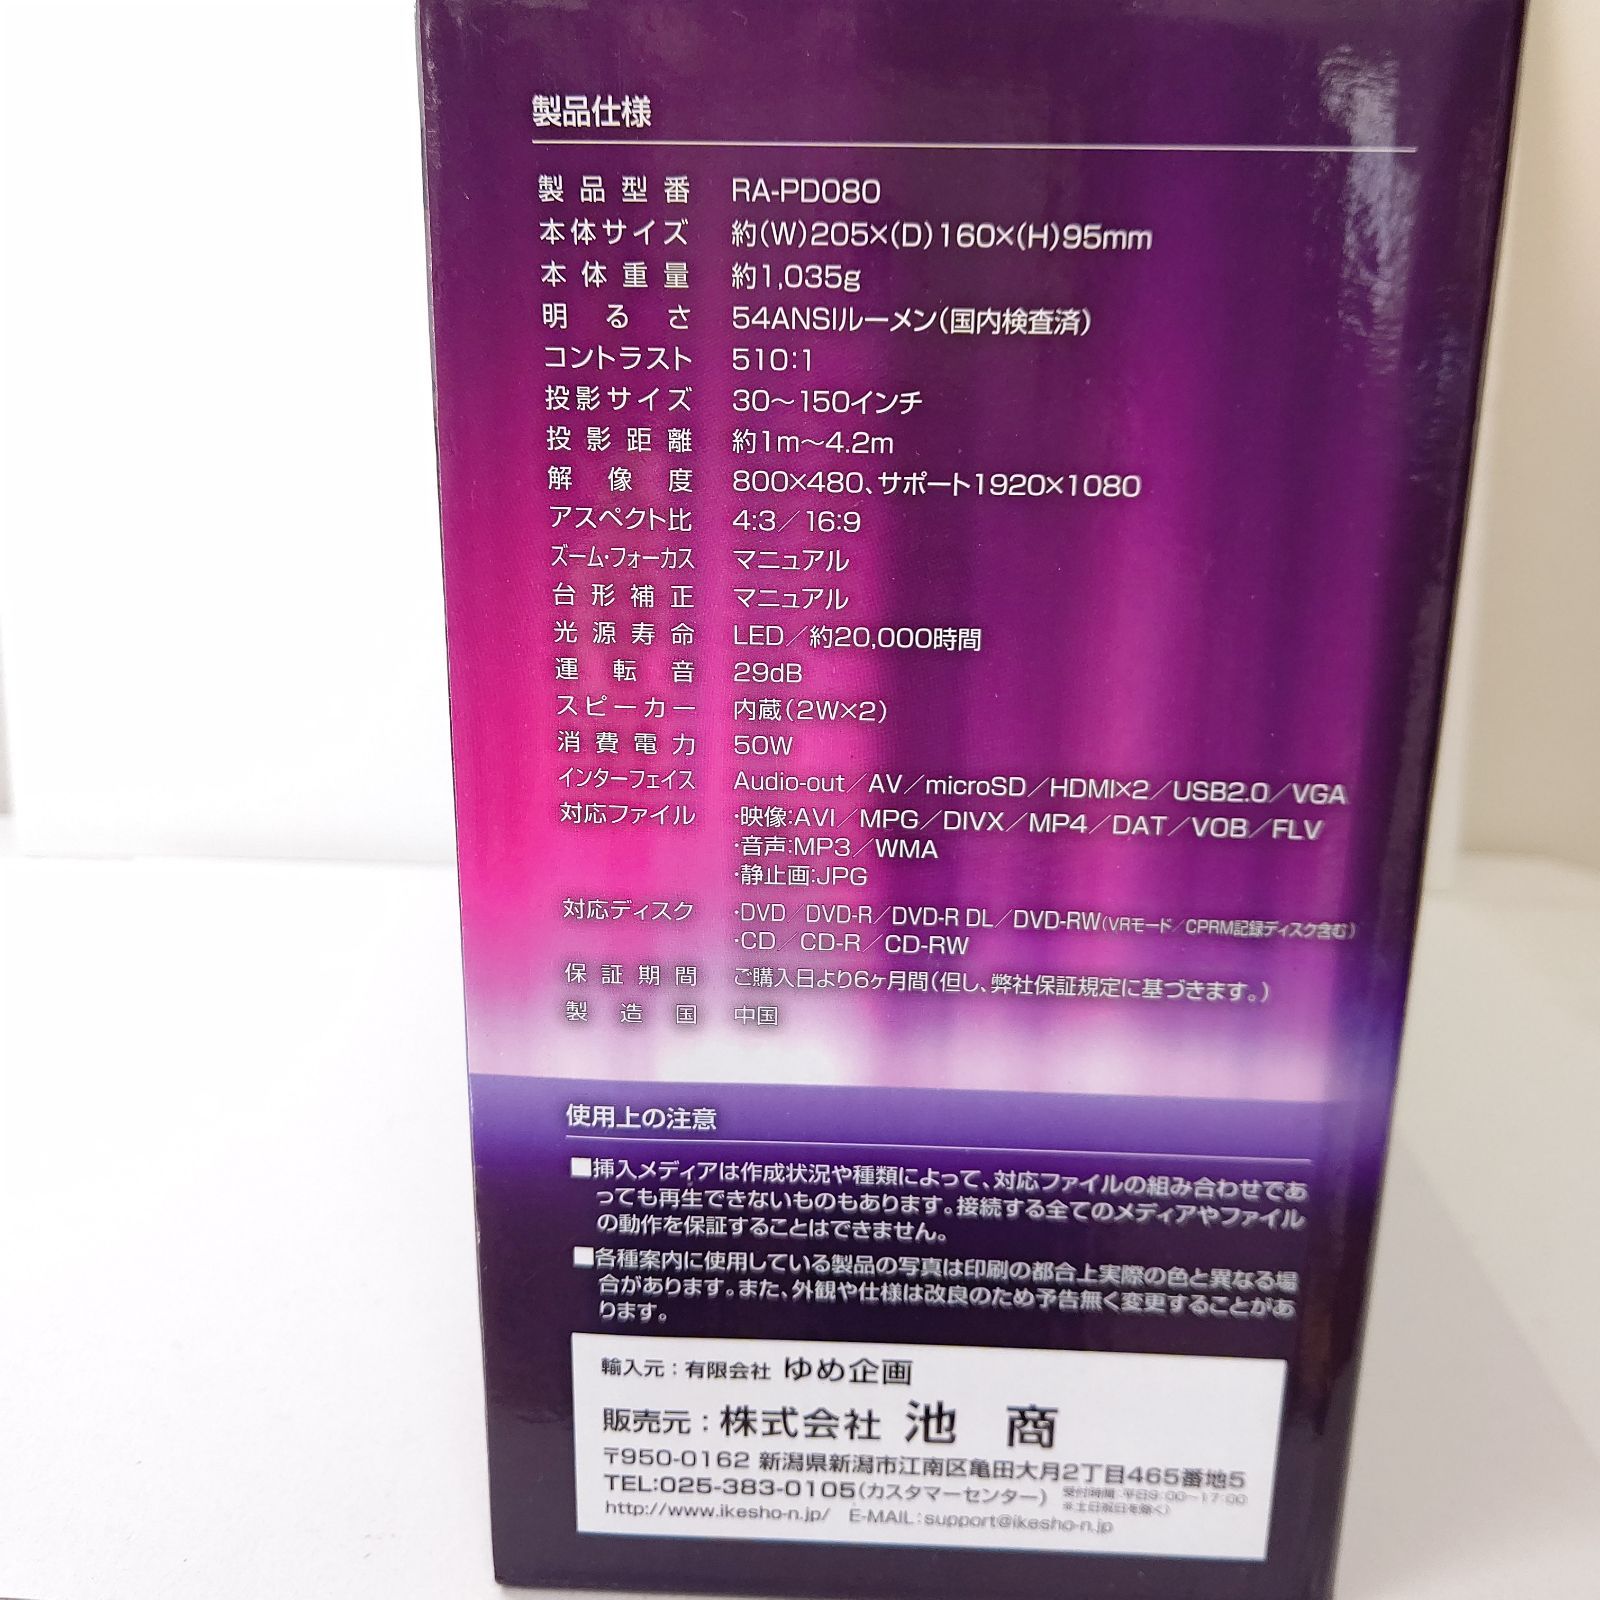 製品仕様
製品型番 RA-PD080
本体サイズ 約(W)205×(D)160×(H)95mm
本体重量 約1,035g
明るさ 54ANSIルーメン(国内検査済)
コントラスト 510:1
投影サイズ 30～150インチ
投影距離 約1m～4.2m
解像度 800×480、サポート1920×1080
アスペクト比 4:3／16:9
ズーム・フォーカス マニュアル
台形補正 マニュアル
光源寿命 LED／約20,000時間
運転音 29dB
スピーカー 内蔵(2W×2)
消費電力 50W
インターフェイス Audio-out／AV／microSD／HDMI×2／USB2.0／VGA
対応ファイル ・映像:AVI／MPG／DIVX／MP4／DAT／VOB／FLV
・音声:MP3／WMA
・静止画:JPG
対応ディスク ・DVD／DVD-R／DVD-R DL／DVD-RW(VRモード／CPRM記録ディスク含む)
・CD／CD-R／CD-RW
保証期間 ご購入日より6ヶ月間(但し、弊社保証規定に基づきます。)
製造国 中国
使用上の注意
■挿入メディアは作成状況や種類によって、対応ファイルの組み合わせであ
っても再生できないものもあります。接続する全てのメディアやファイル
の動作を保証することはできません。
■各種案内に使用している製品の写真は印刷の都合上実際の色と異なる場
合があります。また、外観や仕様は改良のため予告無く変更することがあ
ります。
輸入元：有限会社 ゆめ企画
販売元：株式会社 池商
〒950-0162 新潟県新潟市江南区亀田大月2丁目465番地5
TEL:025-383-0105(カスタマーセンター) 受付時間:平日9:00～17:00
※土日祝日を除く)
http://www.ikesho-n.jp/ E-MAIL：support@ikesho-n.jp